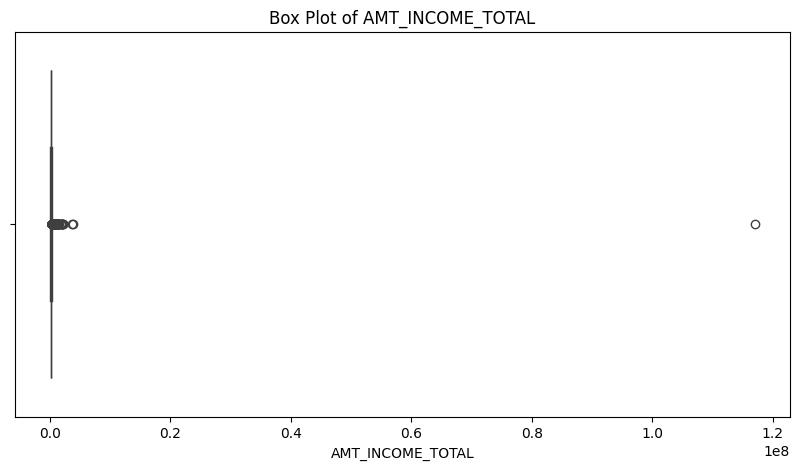 Box Plot of AMT_INCOME_TOTAL
0.0 0.2 0.4 0.6 0.8 1.0 1.2
1e8
AMT_INCOME_TOTAL